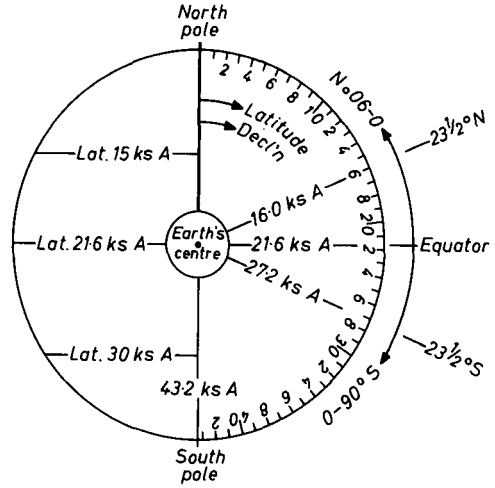 North
pole
2 4 6 8 10 2 4 6 8 20 2 4 6 8 30 2 4 6 8 40 2
Latitude
Decl'n
0-90°N
23½°N
Lat. 15 ks A
16·0 ks A
Lat. 21·6 ks A
Earth's
centre
21·6 ks A
Equator
27·2 ks A
23½°S
0-90°S
Lat. 30 ks A
43·2 ks A
South
pole